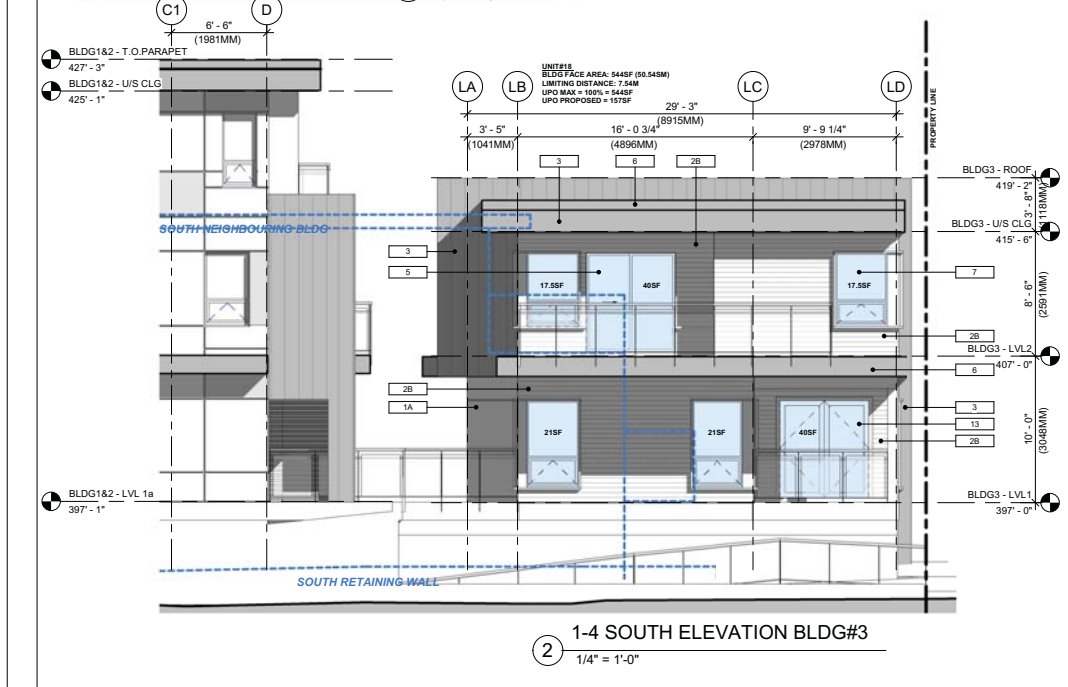 C1
D
6' - 6"
(1981MM)
BLDG1&2 - T.O.PARAPET
427' - 3"
BLDG1&2 - U/S CLG
425' - 1"
UNIT#18
BLDG FACE AREA: 544SF (50.54SM)
LIMITING DISTANCE: 7.54M
UPO MAX = 100% = 544SF
UPO PROPOSED = 157SF
LA
LB
LC
LD
PROPERTY LINE
29' - 3"
(8915MM)
3' - 5"
(1041MM)
16' - 0 3/4"
(4896MM)
9' - 9 1/4"
(2978MM)
3
6
2B
BLDG3 - ROOF
419' - 2"
3' - 8"
BLDG3 - U/S CLG
415' - 6"
SOUTH NEIGHBOURING BLDG
3
5
7
17.5SF
40SF
17.5SF
8' - 6"
(2591MM)
2B
BLDG3 - LVL2
407' - 0"
6
2B
1A
3
13
2B
21SF
21SF
40SF
10' - 0"
(3048MM)
BLDG1&2 - LVL 1a
397' - 1"
BLDG3 - LVL1
397' - 0"
SOUTH RETAINING WALL
2
1-4 SOUTH ELEVATION BLDG#3
1/4" = 1'-0"